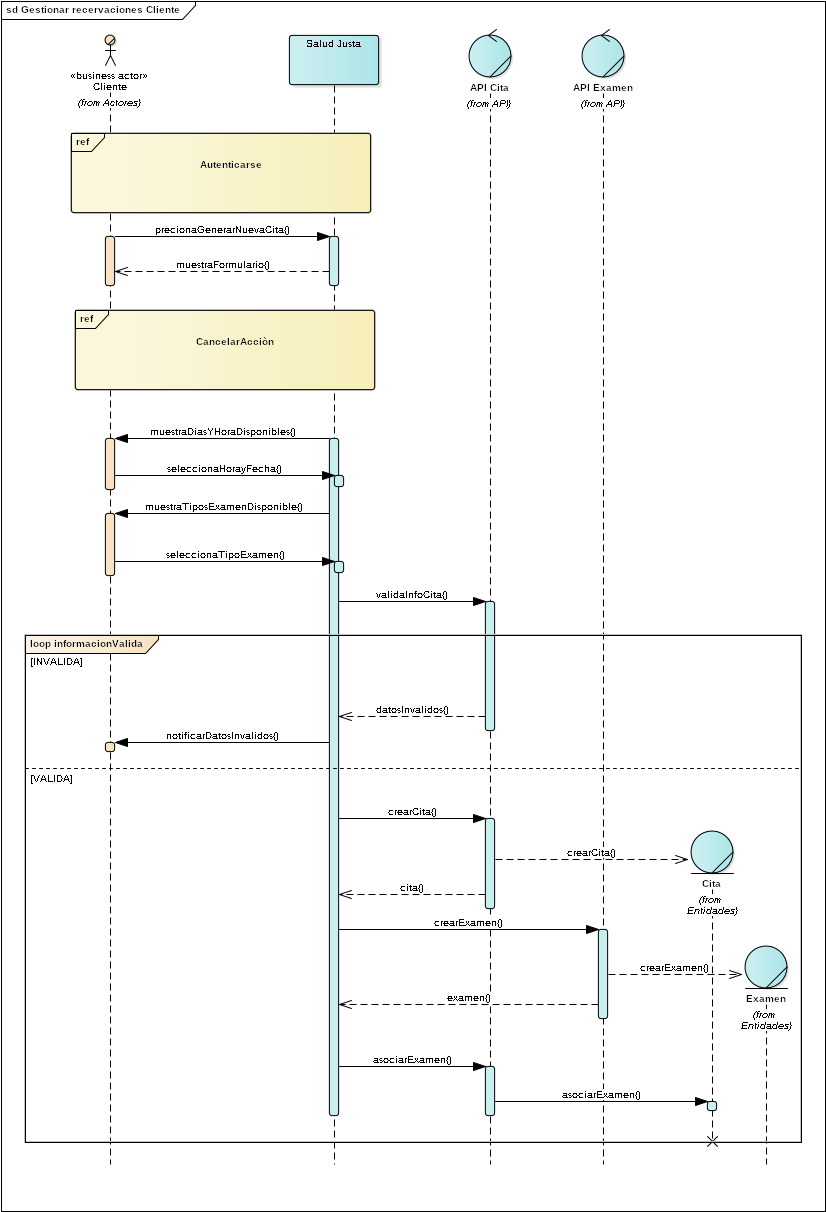 sd Gestionar recervaciones Cliente
«business actor»
Cliente
(from Actores)
Salud Justa
API Cita
(from API)
API Examen
(from API)
ref
Autenticarse
precionaGenerarNuevaCita()
muestraFormulario()
ref
CancelarAcciòn
muestraDiasYHoraDisponibles()
seleccionaHorayFecha()
muestraTiposExamenDisponible()
seleccionaTipoExamen()
validaInfoCita()
loop informacionValida
[INVALIDA]
datosInvalidos()
notificarDatosInvalidos()
[VALIDA]
crearCita()
crearCita()
Cita
(from
Entidades)
cita()
crearExamen()
crearExamen()
Examen
(from
Entidades)
examen()
asociarExamen()
asociarExamen()